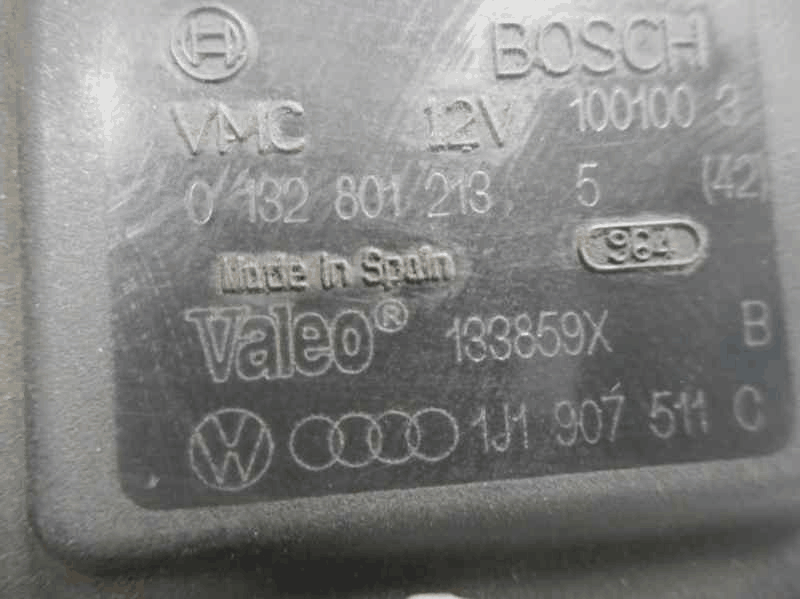 BOSCH
VMC 12V 100100 3
0 132 801 213 5 (42)
Made in Spain 984
Valeo® 133859X B
1J1 907 511 C